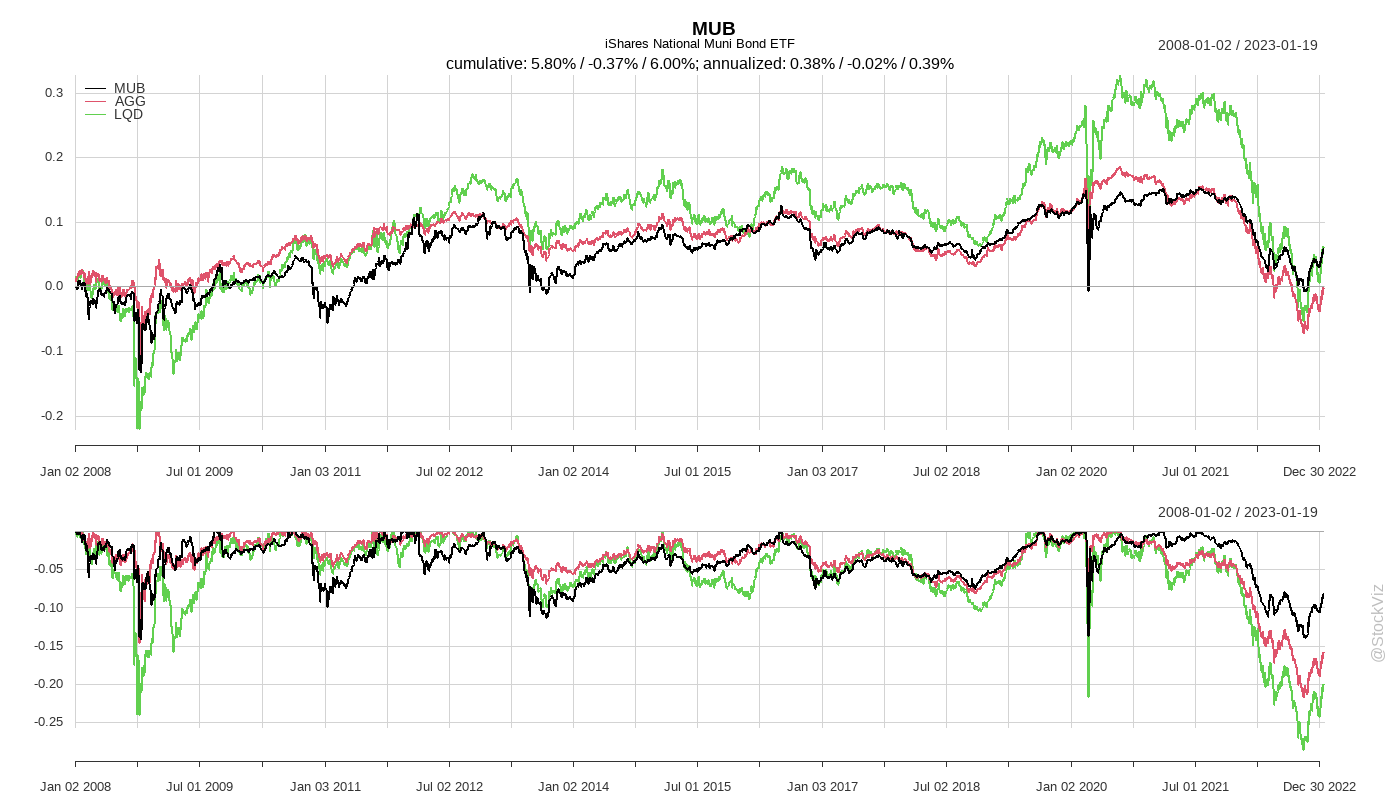 MUB
iShares National Muni Bond ETF
2008-01-02 / 2023-01-19
cumulative: 5.80% / -0.37% / 6.00%; annualized: 0.38% / -0.02% / 0.39%
MUB
AGG
LQD
0.3
0.2
0.1
0.0
-0.1
-0.2
Jan 02 2008 Jul 01 2009 Jan 03 2011 Jul 02 2012 Jan 02 2014 Jul 01 2015 Jan 03 2017 Jul 02 2018 Jan 02 2020 Jul 01 2021 Dec 30 2022
2008-01-02 / 2023-01-19
-0.05
-0.10
-0.15
-0.20
-0.25
Jan 02 2008 Jul 01 2009 Jan 03 2011 Jul 02 2012 Jan 02 2014 Jul 01 2015 Jan 03 2017 Jul 02 2018 Jan 02 2020 Jul 01 2021 Dec 30 2022
@StockViz